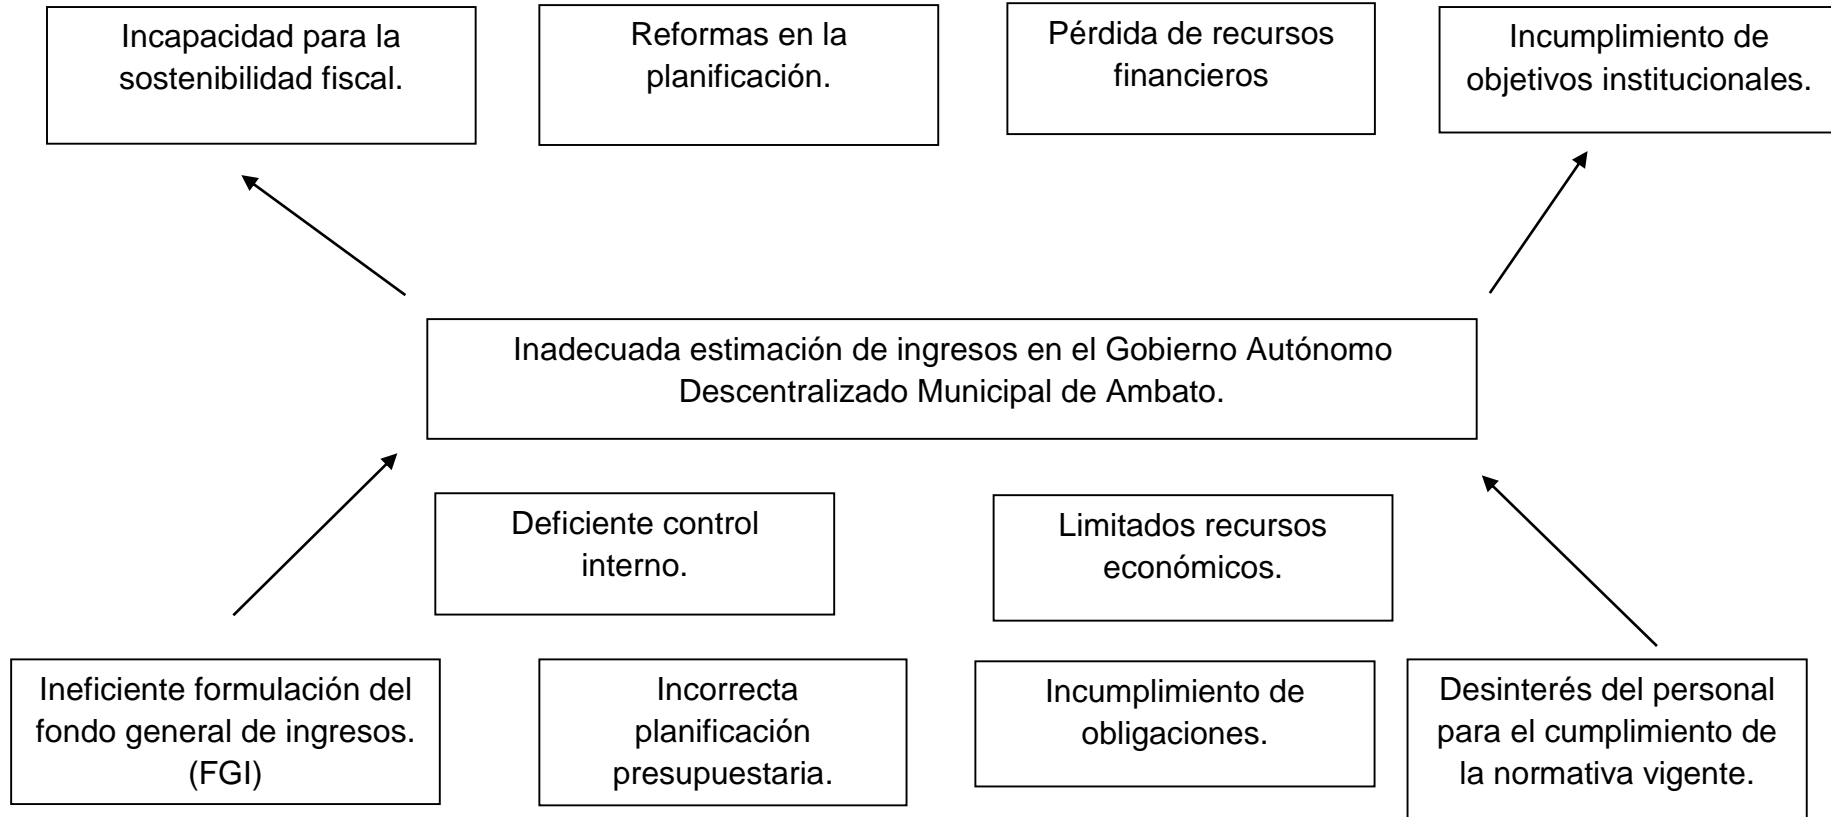 Incapacidad para la
sostenibilidad fiscal.
Reformas en la
planificación.
Pérdida de recursos
financieros
Incumplimiento de
objetivos institucionales.
Inadecuada estimación de ingresos en el Gobierno Autónomo
Descentralizado Municipal de Ambato.
Deficiente control
interno.
Limitados recursos
económicos.
Ineficiente formulación del
fondo general de ingresos.
(FGI)
Incorrecta
planificación
presupuestaria.
Incumplimiento de
obligaciones.
Desinterés del personal
para el cumplimiento de
la normativa vigente.